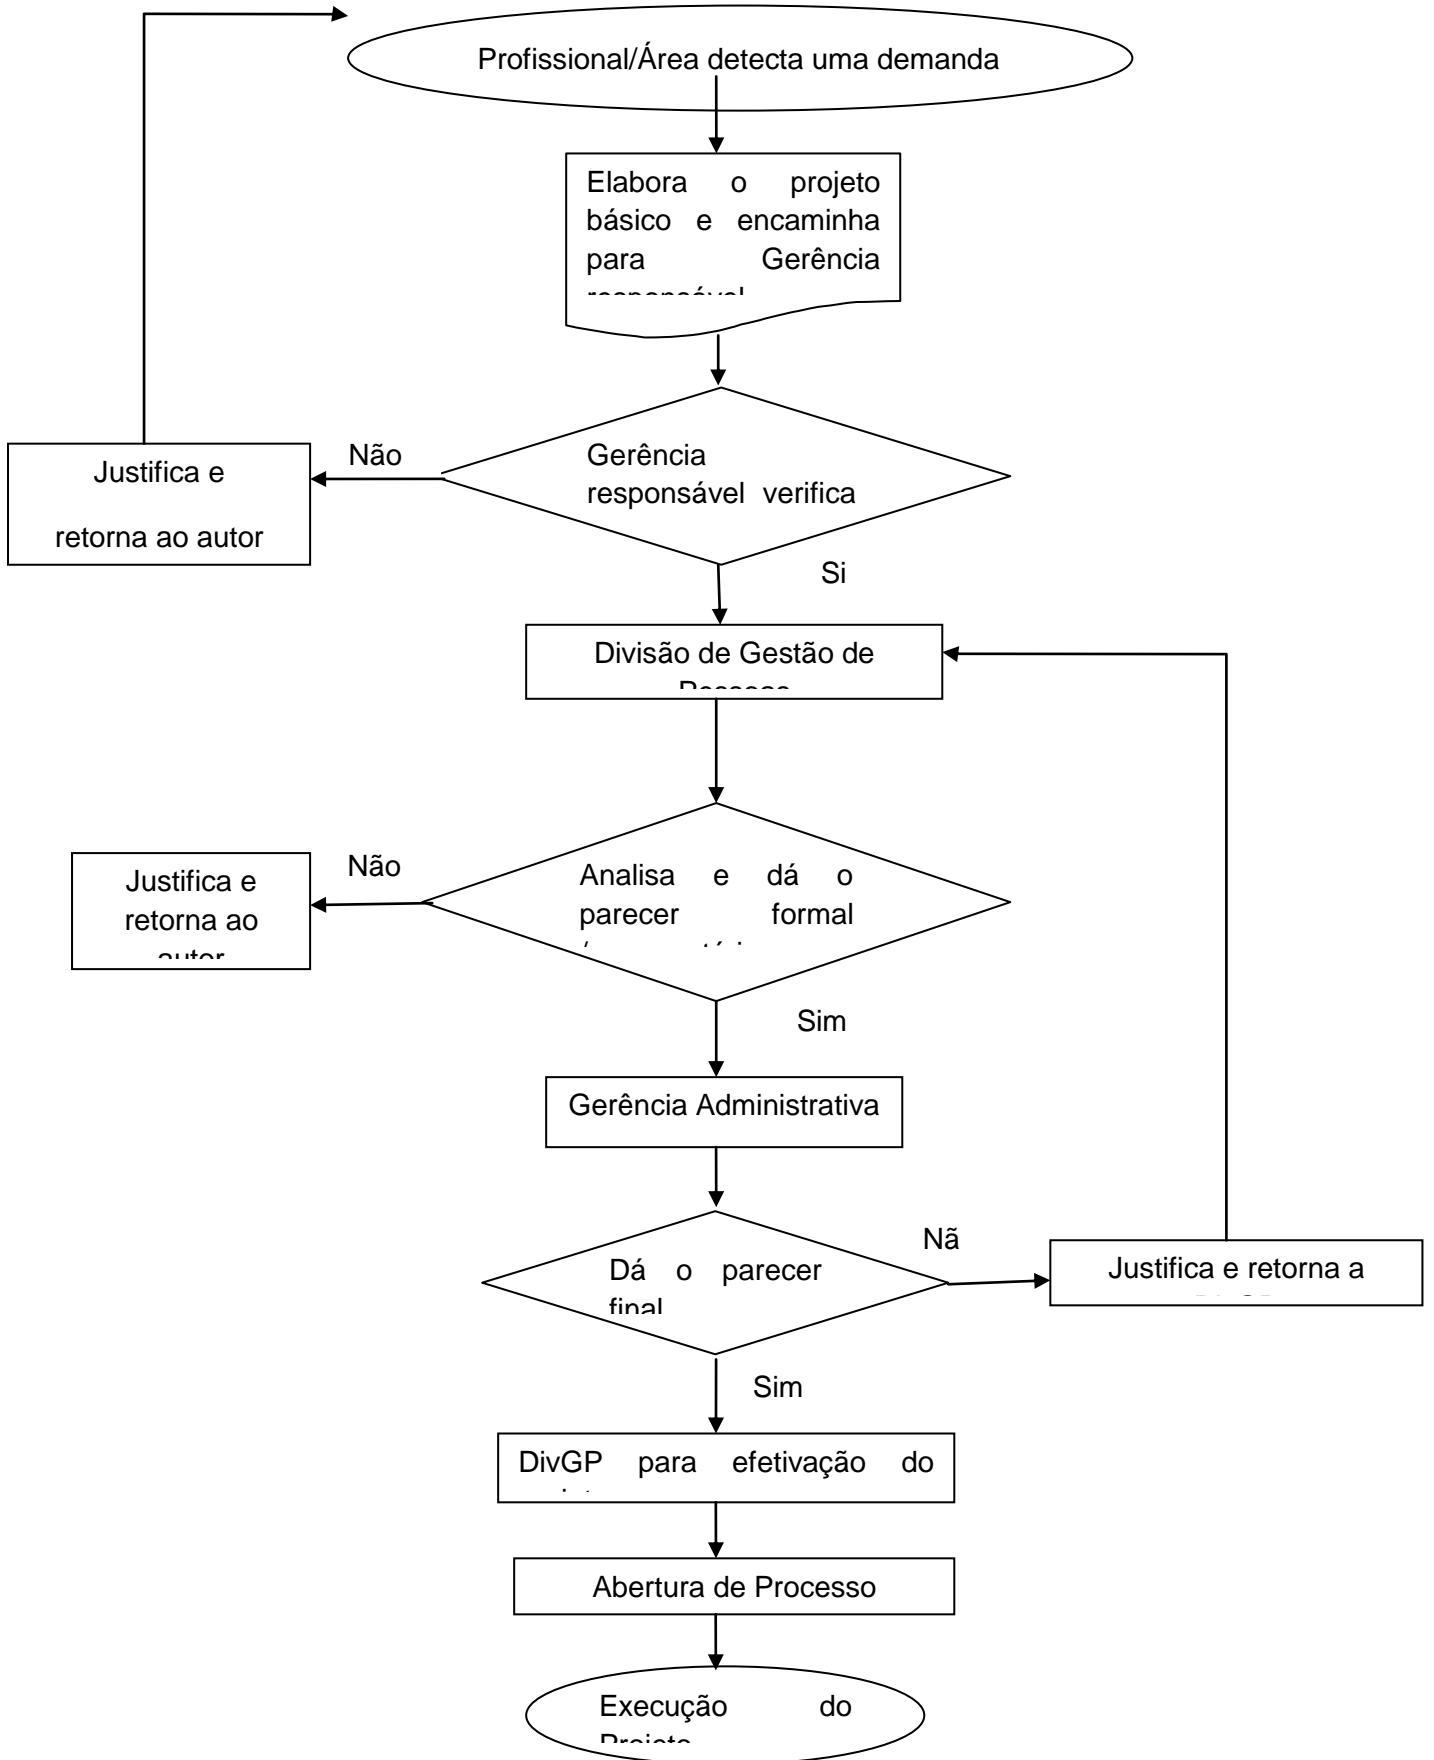 Profissional/Área detecta uma demanda
Elabora o projeto
básico e encaminha
para Gerência
Não
Gerência
responsável verifica
Justifica e
retorna ao autor
Si
Divisão de Gestão de
Não
Justifica e
retorna ao
Analisa e dá o
parecer formal
Sim
Gerência Administrativa
Nã
Dá o parecer
final
Justifica e retorna a
Sim
DivGP para efetivação do
Abertura de Processo
Execução do